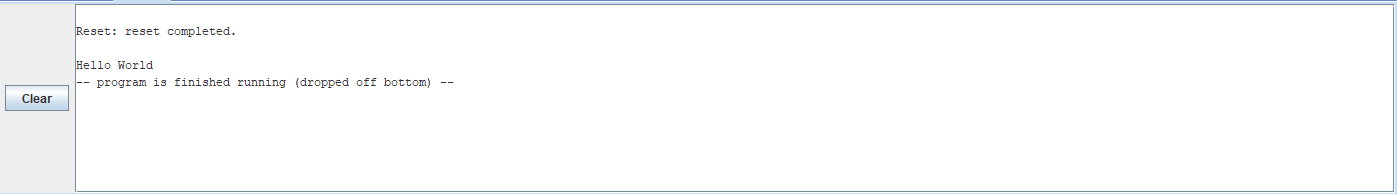 Reset: reset completed.
Hello World
-- program is finished running (dropped off bottom) --
Clear